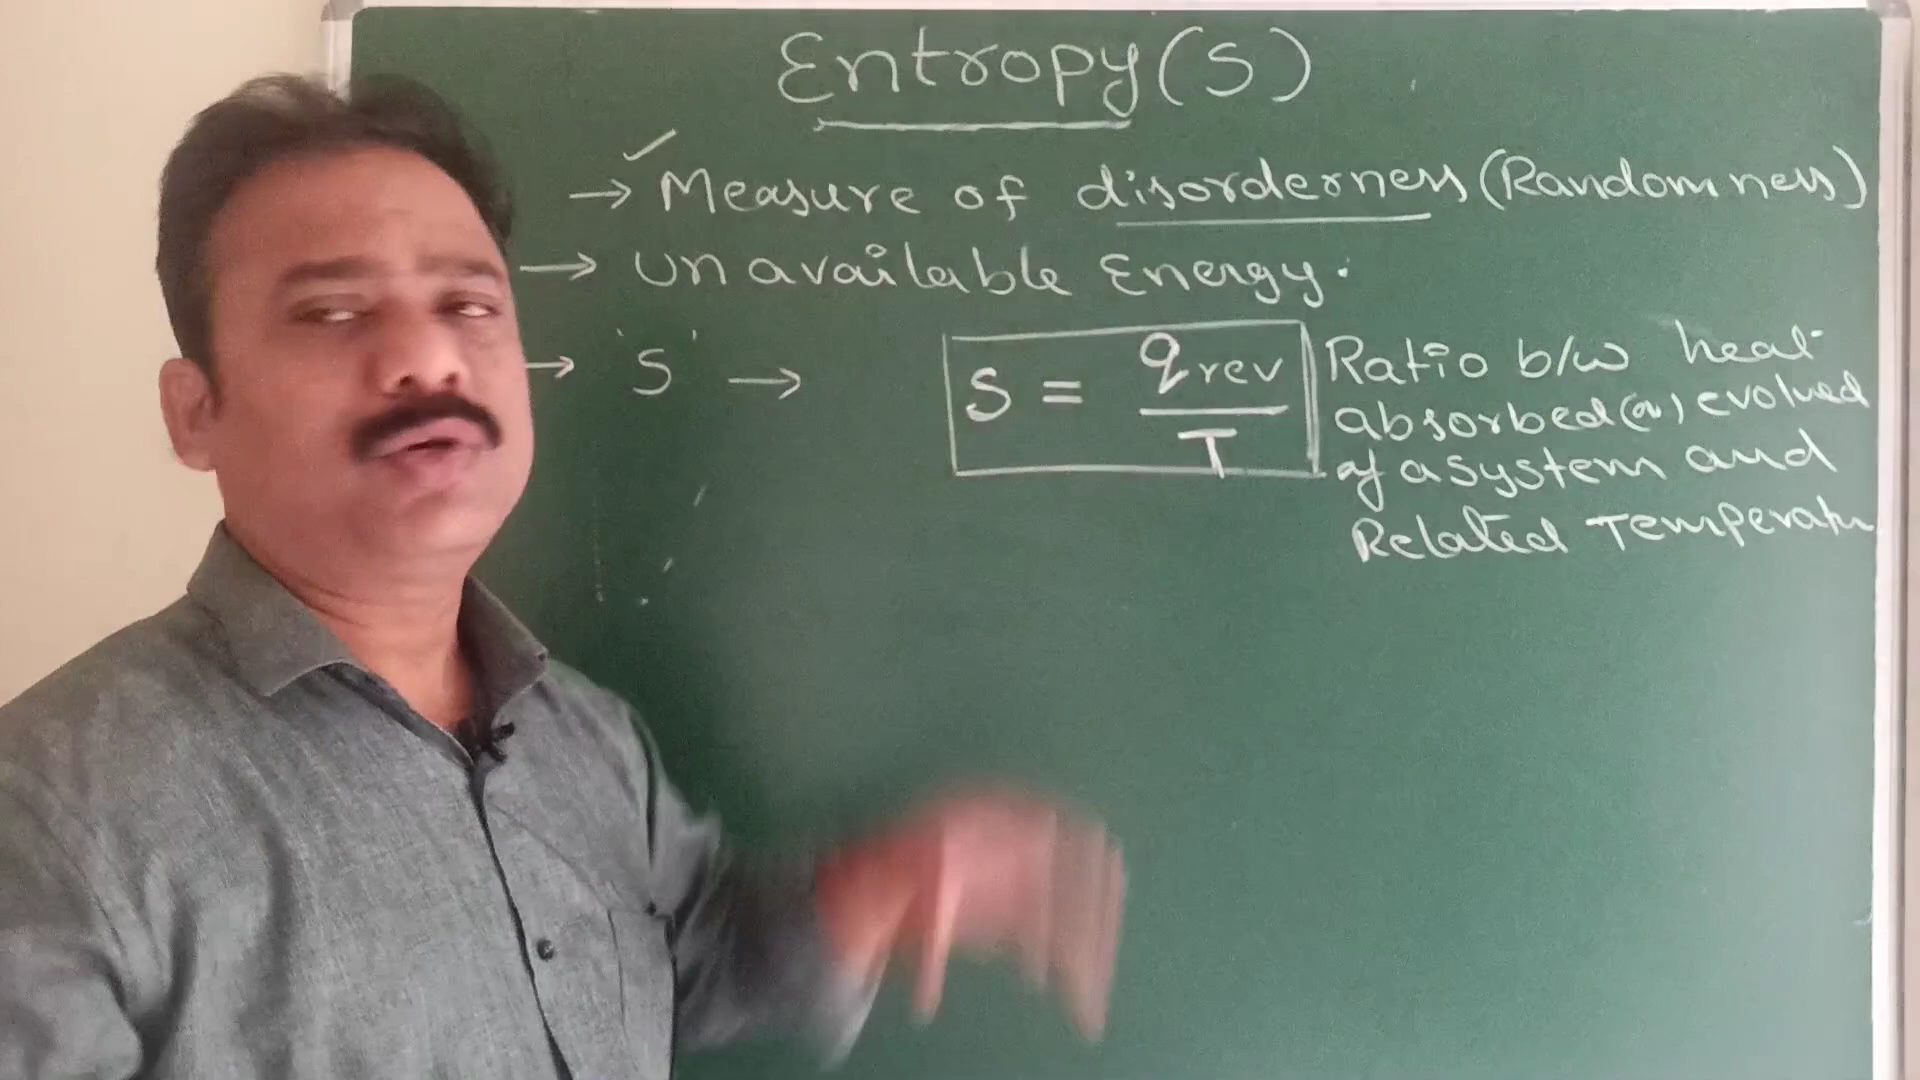 Entropy (S)
✓
→ Measure of disorderness (Randomness)
→ Unavailable Energy.
→ 'S' →
S = qrev / T
Ratio b/w heat
absorbed (or) evolved
of a system and
Related Temperatu